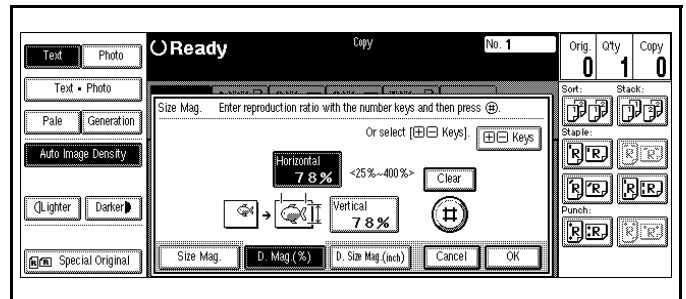 Text
Photo
Text • Photo
Pale
Generation
Auto Image Density
Lighter
Darker
Special Original
Ready
Copy
No. 1
Size Mag. Enter reproduction ratio with the number keys and then press ⌗.
Or select [⊞⊟ Keys].
⊞⊟ Keys
Horizontal
78%
<25%~400%>
Clear
Vertical
78%
#
Size Mag.
D. Mag.(%)
D. Size Mag.(inch)
Cancel
OK
Orig. Q'ty Copy
0 1 0
Sort: Stack:
Staple:
Punch: